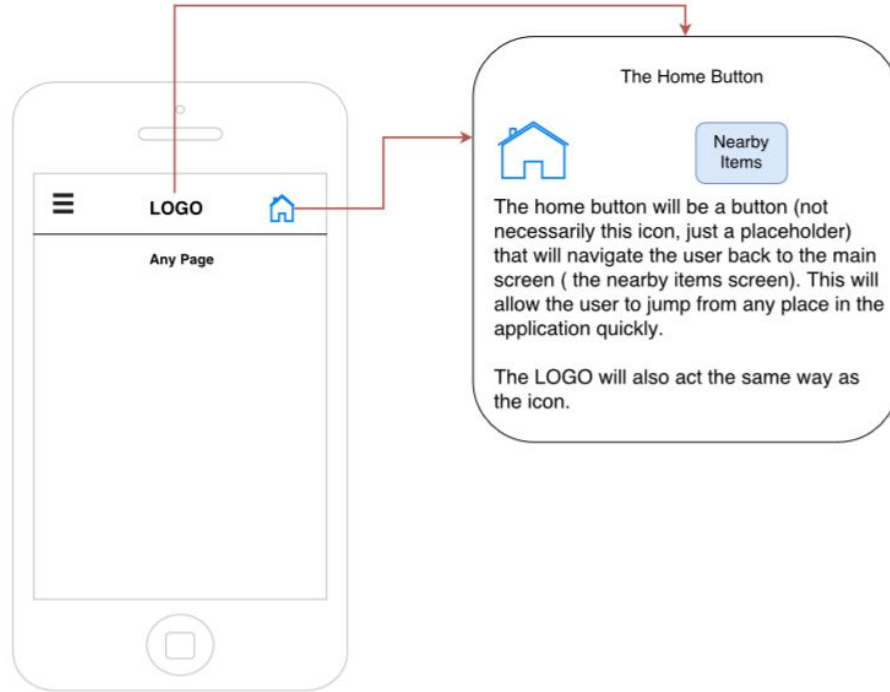 LOGO
Any Page
The Home Button
Nearby
Items
The home button will be a button (not
necessarily this icon, just a placeholder)
that will navigate the user back to the main
screen ( the nearby items screen). This will
allow the user to jump from any place in the
application quickly.
The LOGO will also act the same way as
the icon.